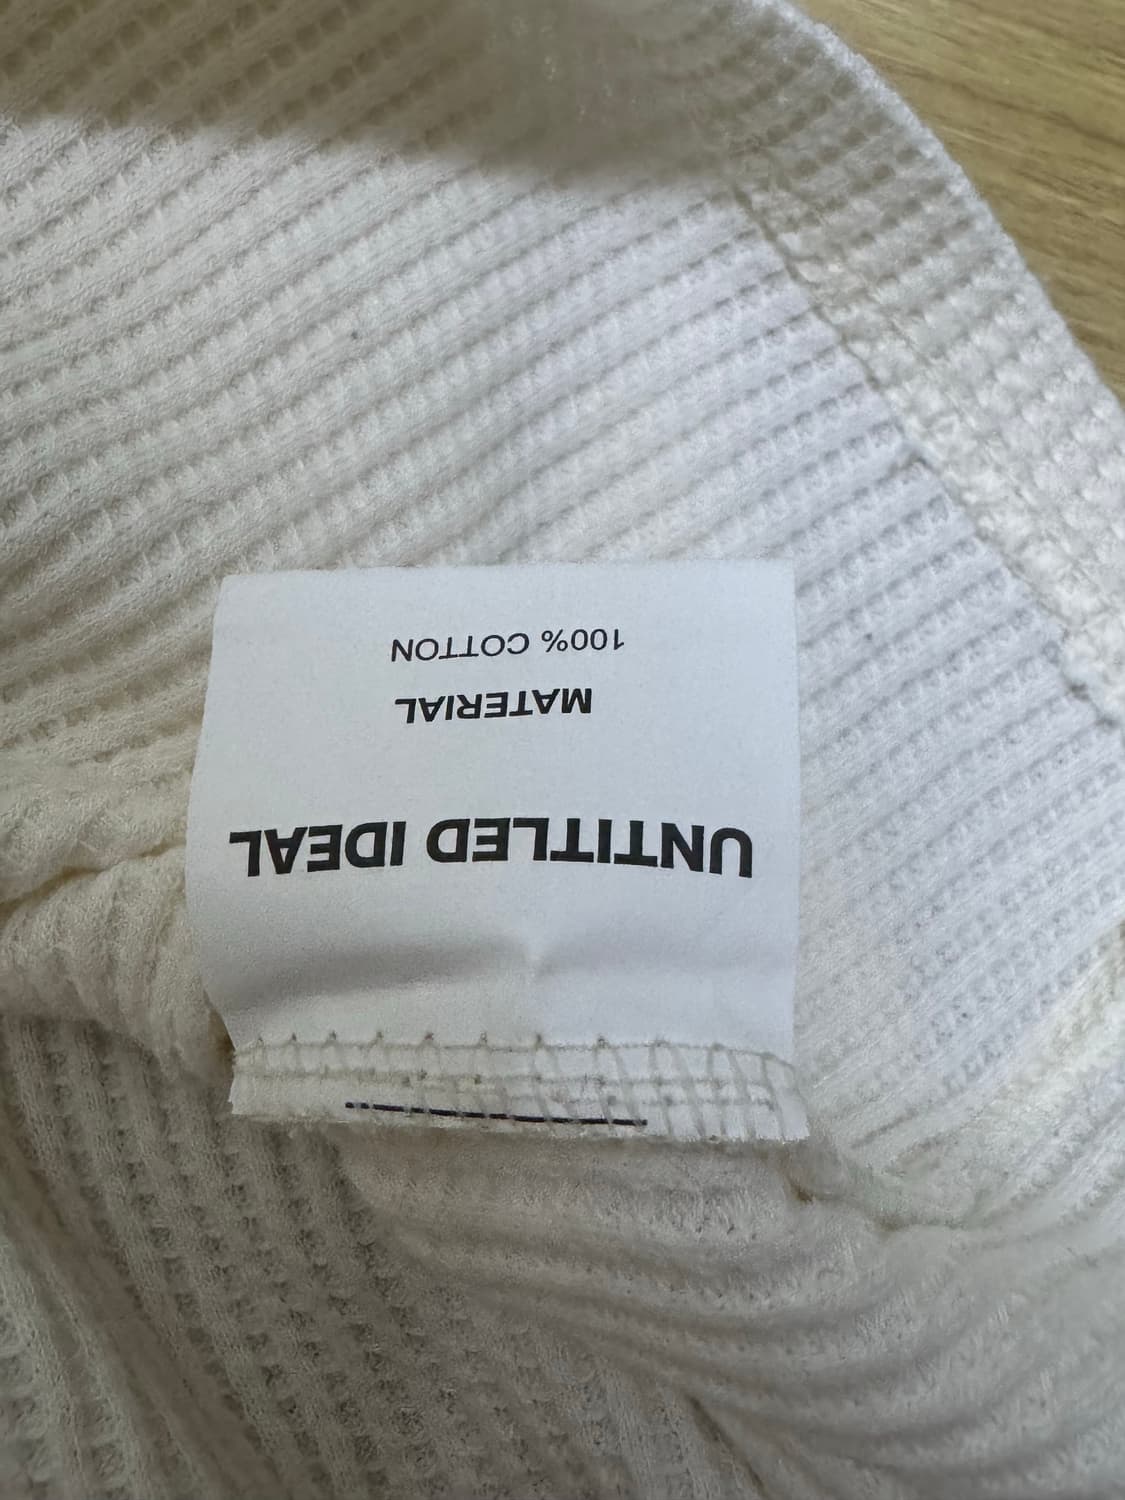 UNTITLED IDEAL
MATERIAL
100% COTTON